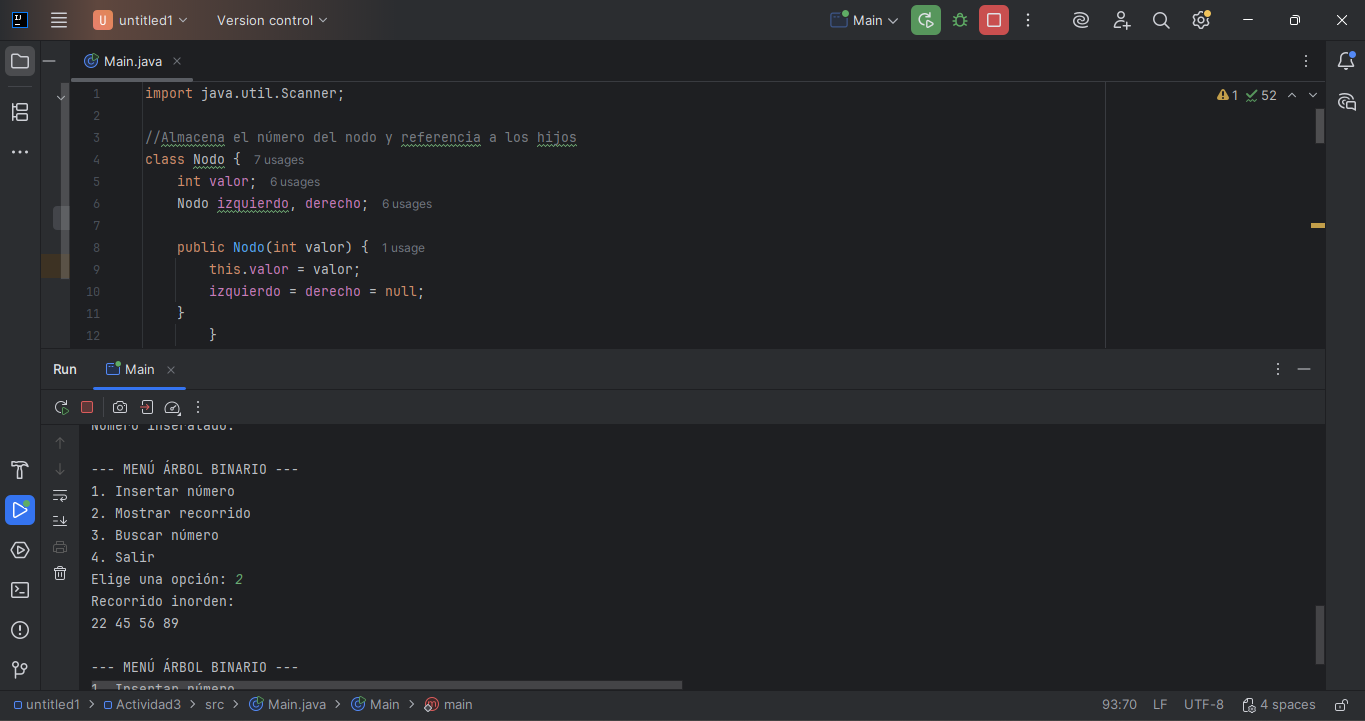 U untitled1 Version control Main
Main.java
1 import java.util.Scanner; 1 52
2
3 //Almacena el número del nodo y referencia a los hijos
4 class Nodo { 7 usages
5 int valor; 6 usages
6 Nodo izquierdo, derecho; 6 usages
7
8 public Nodo(int valor) { 1 usage
9 this.valor = valor;
10 izquierdo = derecho = null;
11 }
12 }
Run Main
--- MENÚ ÁRBOL BINARIO ---
1. Insertar número
2. Mostrar recorrido
3. Buscar número
4. Salir
Elige una opción: 2
Recorrido inorden:
22 45 56 89
--- MENÚ ÁRBOL BINARIO ---
1. Insertar número
untitled1 > Actividad3 > src > Main.java > Main > main 93:70 LF UTF-8 4 spaces